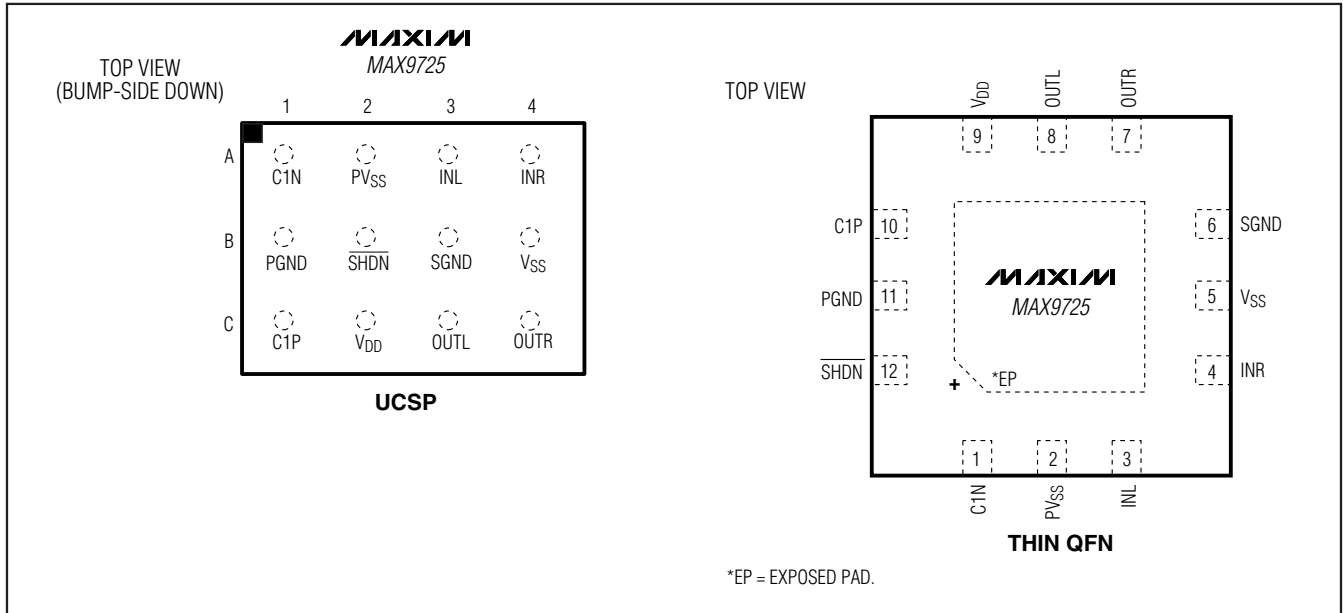 TOP VIEW
(BUMP-SIDE DOWN)
MAXIM
MAX9725
1 2 3 4
A
C1N PVSS INL INR
B
PGND SHDN SGND VSS
C
C1P VDD OUTL OUTR
UCSP
TOP VIEW
VDD OUTL OUTR
9 8 7
C1P 10 6 SGND
PGND 11 5 VSS
MAXIM
MAX9725
SHDN 12 4 INR
+ *EP
1 2 3
C1N PVSS INL
THIN QFN
*EP = EXPOSED PAD.